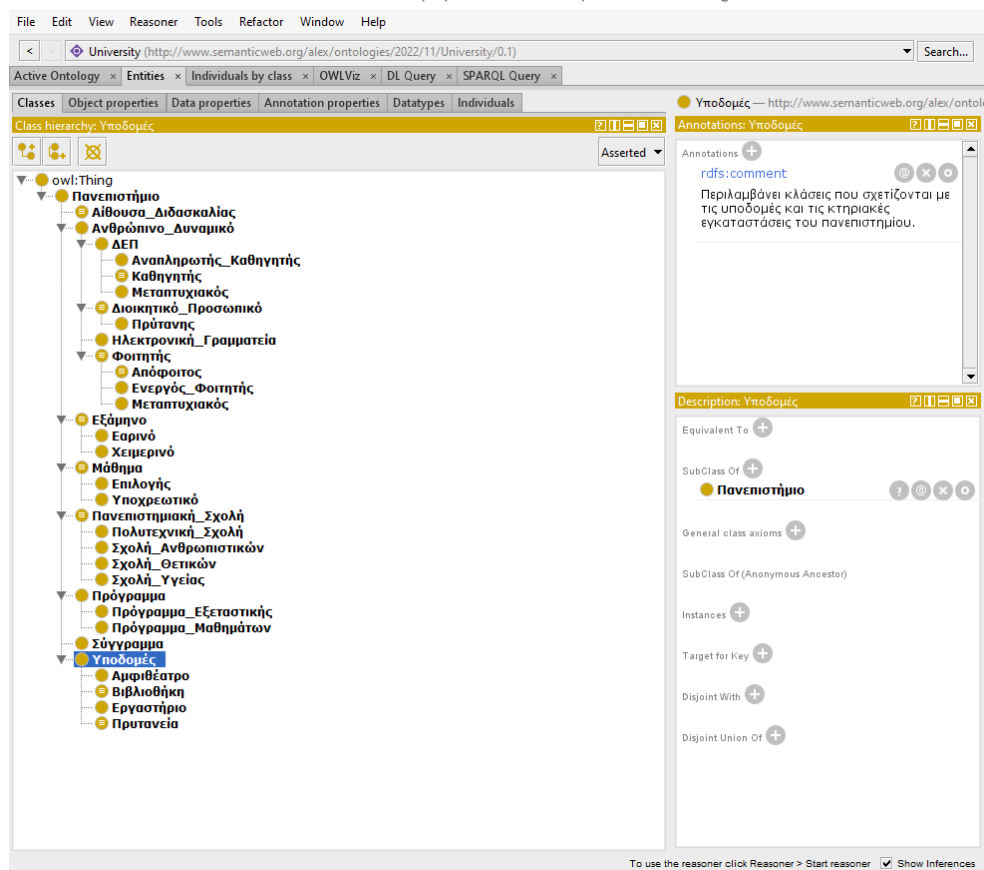 File Edit View Reasoner Tools Refactor Window Help
< > University (http://www.semanticweb.org/alex/ontologies/2022/11/University/0.1) Search...
Active Ontology × Entities × Individuals by class × OWLViz × DL Query × SPARQL Query ×
Classes Object properties Data properties Annotation properties Datatypes Individuals
Class hierarchy: Υποδομές
Asserted
owl:Thing
Πανεπιστήμιο
Αίθουσα_Διδασκαλίας
Ανθρώπινο_Δυναμικό
ΔΕΠ
Αναπληρωτής_Καθηγητής
Καθηγητής
Μεταπτυχιακός
Διοικητικό_Προσωπικό
Πρύτανης
Ηλεκτρονική_Γραμματεία
Φοιτητής
Απόφοιτος
Ενεργός_Φοιτητής
Μεταπτυχιακός
Εξάμηνο
Εαρινό
Χειμερινό
Μάθημα
Επιλογής
Υποχρεωτικό
Πανεπιστημιακή_Σχολή
Πολυτεχνική_Σχολή
Σχολή_Ανθρωπιστικών
Σχολή_Θετικών
Σχολή_Υγείας
Πρόγραμμα
Πρόγραμμα_Εξεταστικής
Πρόγραμμα_Μαθημάτων
Σύγγραμμα
Υποδομές
Αμφιθέατρο
Βιβλιοθήκη
Εργαστήριο
Πρυτανεία
Υποδομές — http://www.semanticweb.org/alex/ontol
Annotations: Υποδομές
Annotations
rdfs:comment
Περιλαμβάνει κλάσεις που σχετίζονται με
τις υποδομές και τις κτηριακές
εγκαταστάσεις του πανεπιστημίου.
Description: Υποδομές
Equivalent To
SubClass Of
Πανεπιστήμιο
General class axioms
SubClass Of (Anonymous Ancestor)
Instances
Target for Key
Disjoint With
Disjoint Union Of
To use the reasoner click Reasoner > Start reasoner Show Inferences